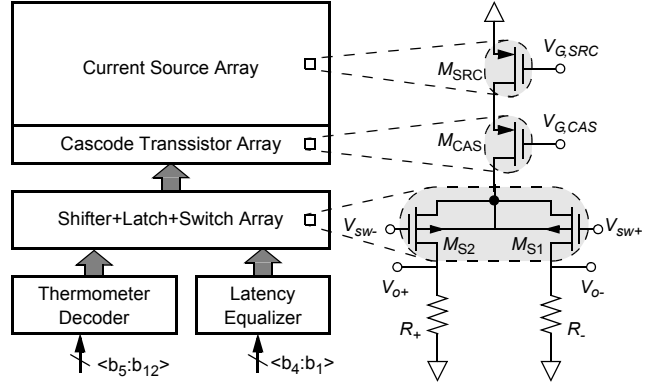 Current Source Array
Cascode Transsistor Array
Shifter+Latch+Switch Array
Thermometer
Decoder
Latency
Equalizer
<b5:b12>
<b4:b1>
VG,SRC
MSRC
VG,CAS
MCAS
Vsw-
MS2
MS1
Vsw+
Vo+
Vo-
R+
R-